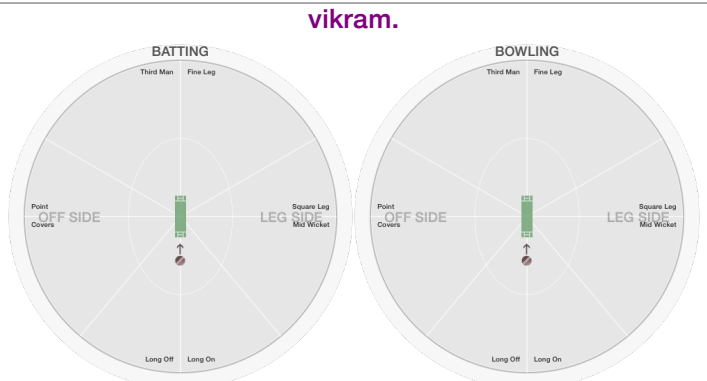 vikram.
BATTING
Third Man Fine Leg
Point
OFF SIDE
Covers
Square Leg
LEG SIDE
Mid Wicket
Long Off Long On
BOWLING
Third Man Fine Leg
Point
OFF SIDE
Covers
Square Leg
LEG SIDE
Mid Wicket
Long Off Long On